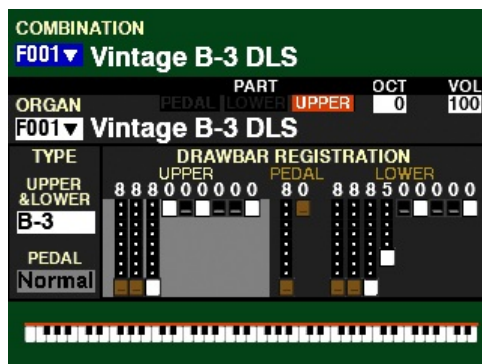 COMBINATION
F001▼ Vintage B-3 DLS
PART OCT VOL
ORGAN PEDAL LOWER UPPER 0 100
F001▼ Vintage B-3 DLS
TYPE DRAWBAR REGISTRATION
UPPER PEDAL LOWER
UPPER 888000000 80 888500000
&LOWER
B-3
PEDAL
Normal